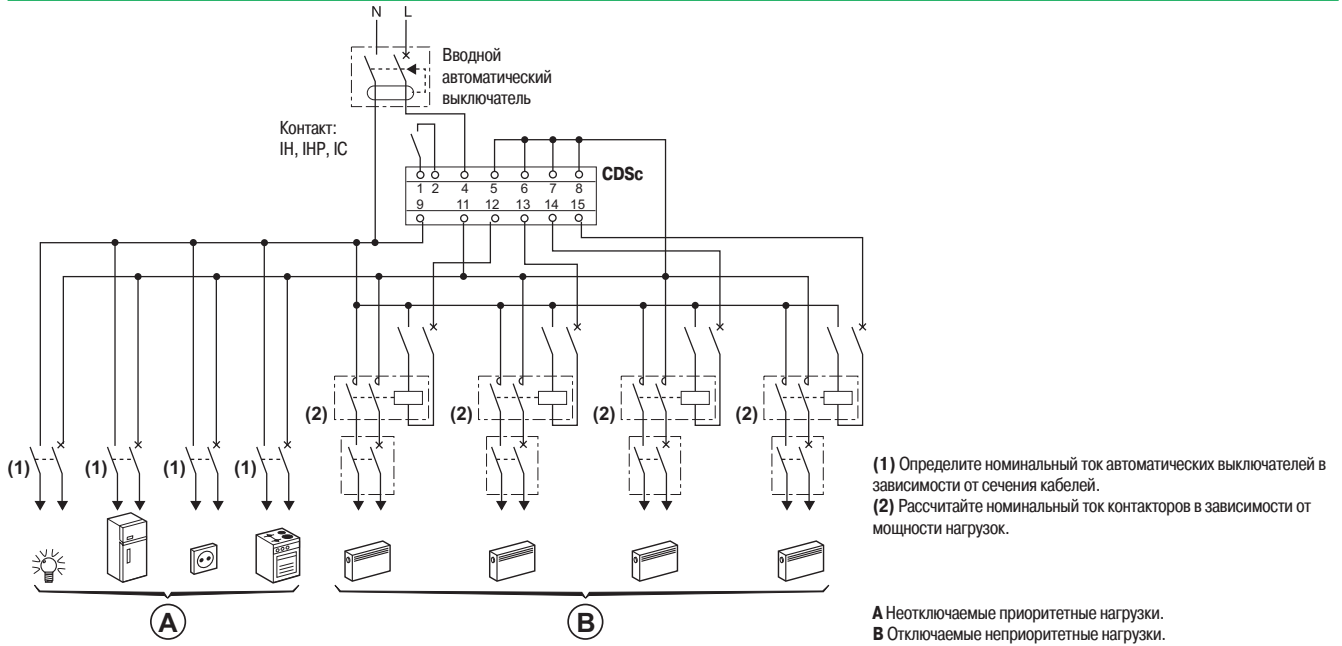 N L
Вводной
автоматический
выключатель
Контакт:
IH, IHP, IC
CDSc
1 2 4 5 6 7 8
9 11 12 13 14 15
(2) (2) (2) (2)
(1) (1) (1) (1)
(1) Определите номинальный ток автоматических выключателей в
зависимости от сечения кабелей.
(2) Рассчитайте номинальный ток контакторов в зависимости от
мощности нагрузок.
A B
A Неотключаемые приоритетные нагрузки.
B Отключаемые неприоритетные нагрузки.